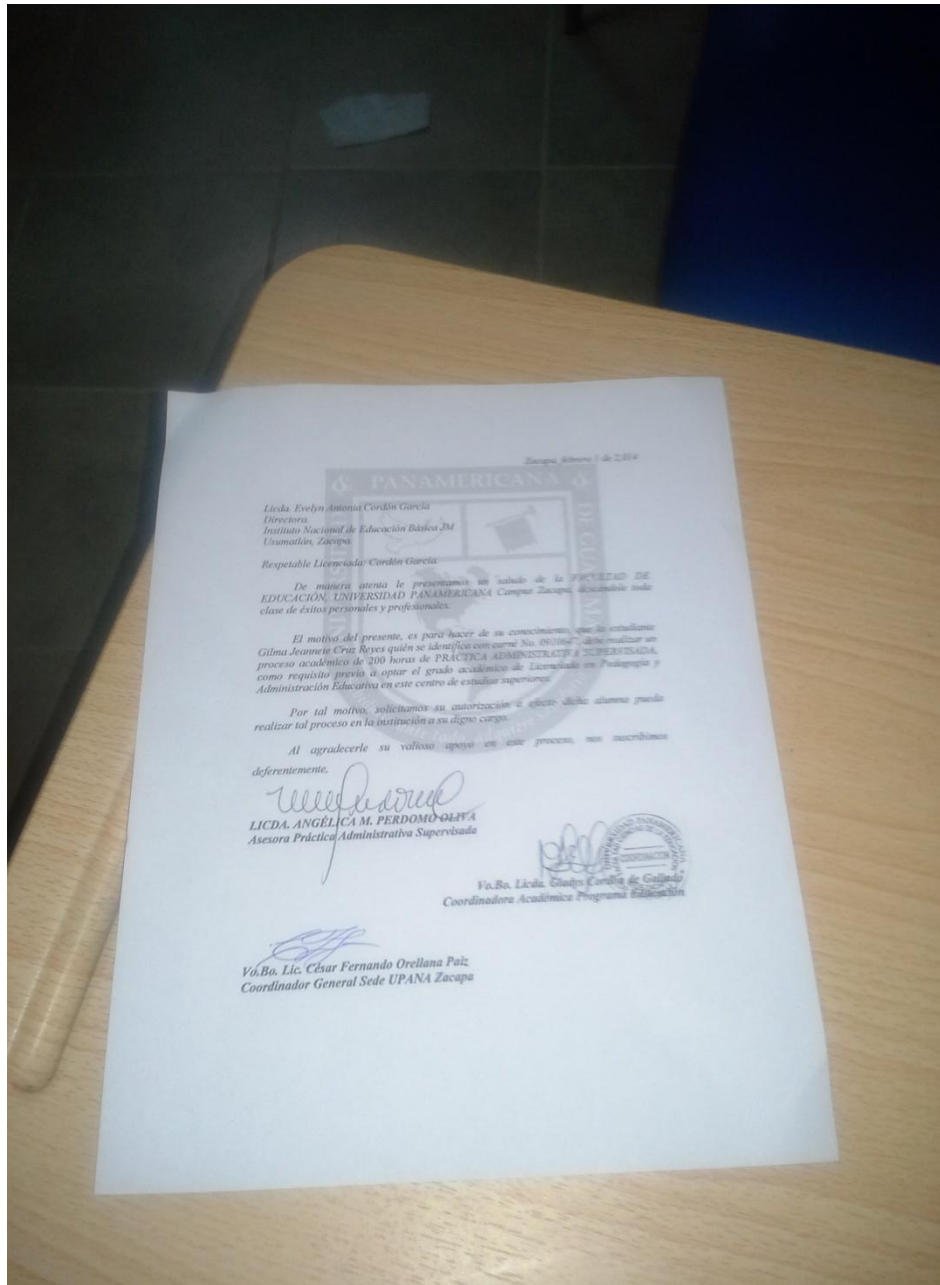 Zacapa, febrero 1 de 2,014
PANAMERICANA
Licda. Evelyn Antonia Cordón García
Directora.
Instituto Nacional de Educación Básica JM
Usumatlán, Zacapa.
Respetable Licenciada: Cordón García.
De manera atenta le presentamos un saludo de la FACULTAD DE
EDUCACIÓN, UNIVERSIDAD PANAMERICANA Campus Zacapa, deseándole toda
clase de éxitos personales y profesionales.
El motivo del presente, es para hacer de su conocimiento, que la estudiante
Gilma Jeannete Cruz Reyes quién se identifica con carné No. debe realizar un
proceso académico de 200 horas de PRÁCTICA ADMINISTRATIVA SUPERVISADA,
como requisito previo a optar el grado académico de Licenciada en Pedagogía y
Administración Educativa en este centro de estudios superiores.
Por tal motivo, solicitamos su autorización a efecto dicha alumna pueda
realizar tal proceso en la institución a su digno cargo.
Al agradecerle su valioso apoyo en este proceso, nos suscribimos
deferentemente,
LICDA. ANGÉLICA M. PERDOMO OLIVA
Asesora Práctica Administrativa Supervisada
COORDINACION
Vo.Bo. Licda. Gladys Cordón de
Coordinadora Académica Programa Educación
Vo.Bo. Lic. César Fernando Orellana Paiz
Coordinador General Sede UPANA Zacapa